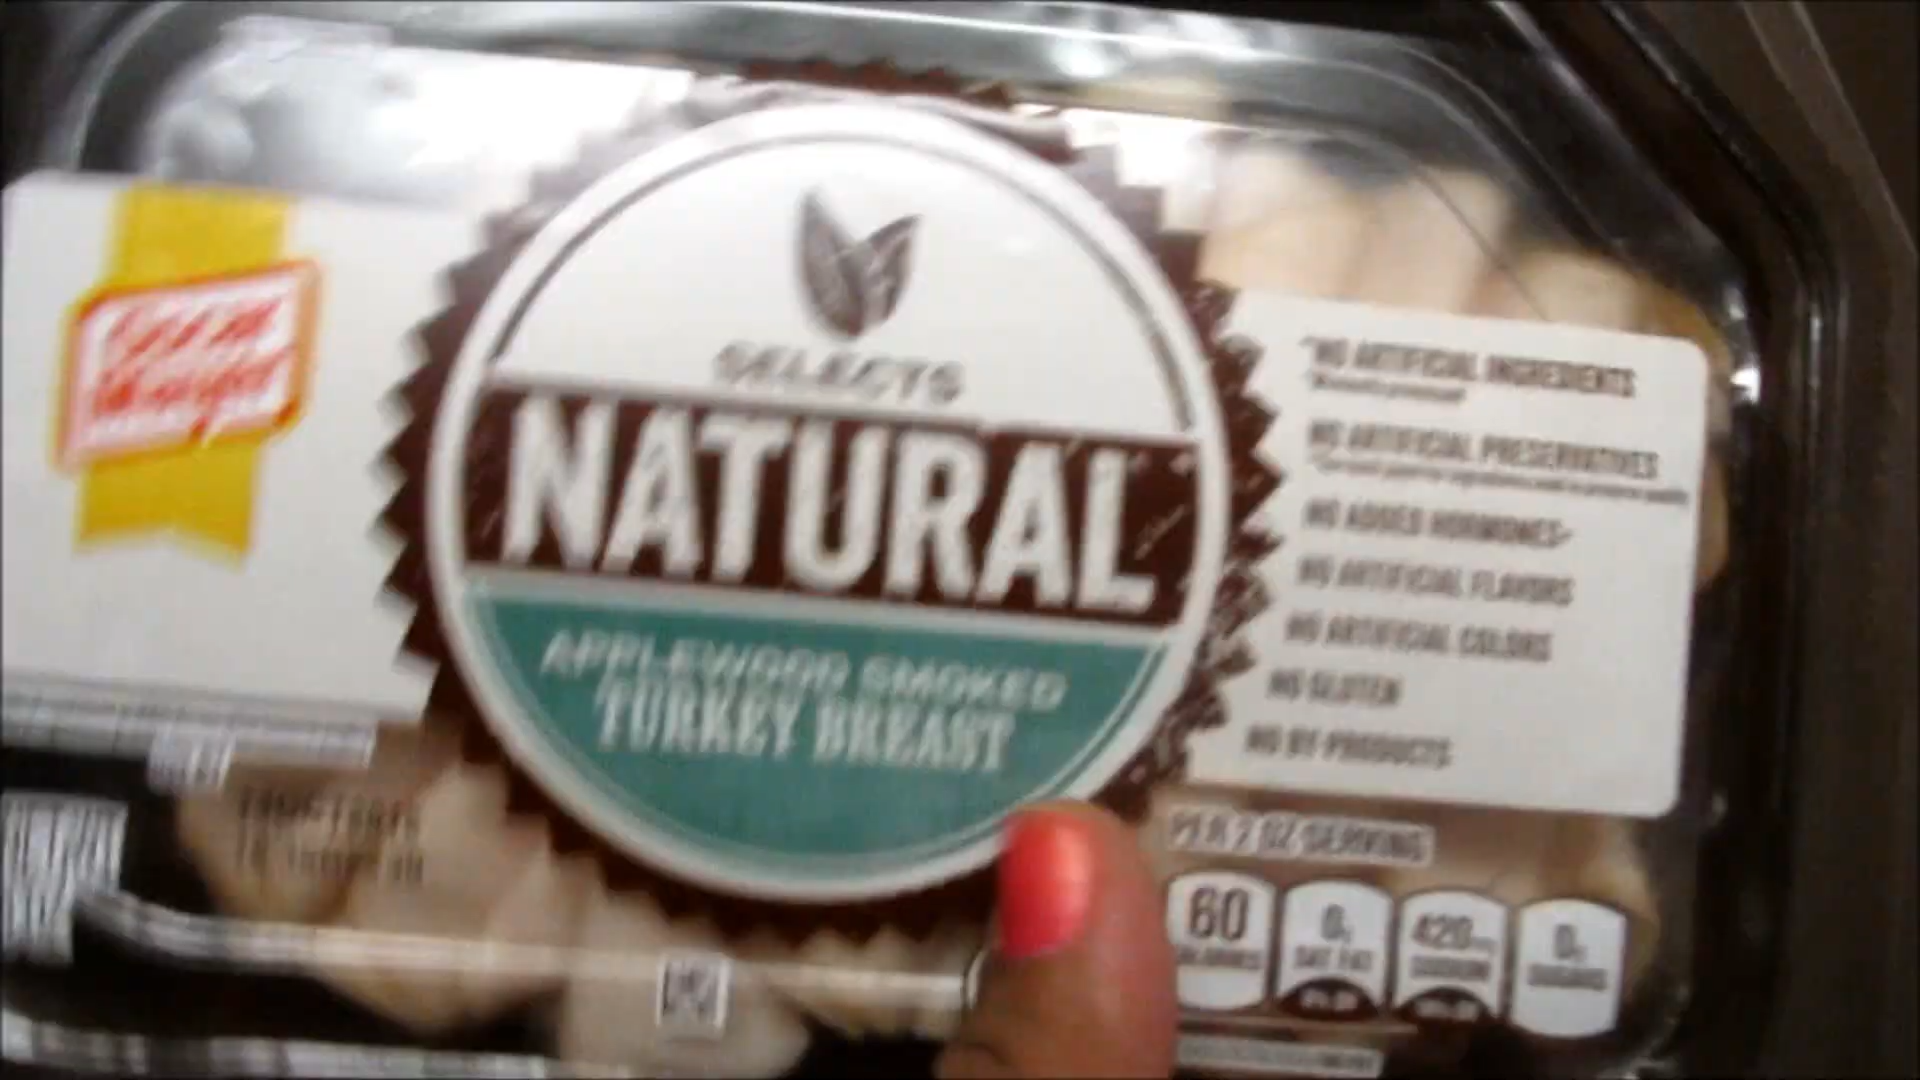 Oscar
Mayer
SELECTS
NATURAL
APPLEWOOD SMOKED
TURKEY BREAST
*NO ARTIFICIAL INGREDIENTS
NO ARTIFICIAL PRESERVATIVES
NO ADDED HORMONES
NO ARTIFICIAL FLAVORS
NO ARTIFICIAL COLORS
NO GLUTEN
NO BY-PRODUCTS
PER 2 OZ SERVING
60
CALORIES
0g
SAT FAT
420mg
SODIUM
0g
SUGARS